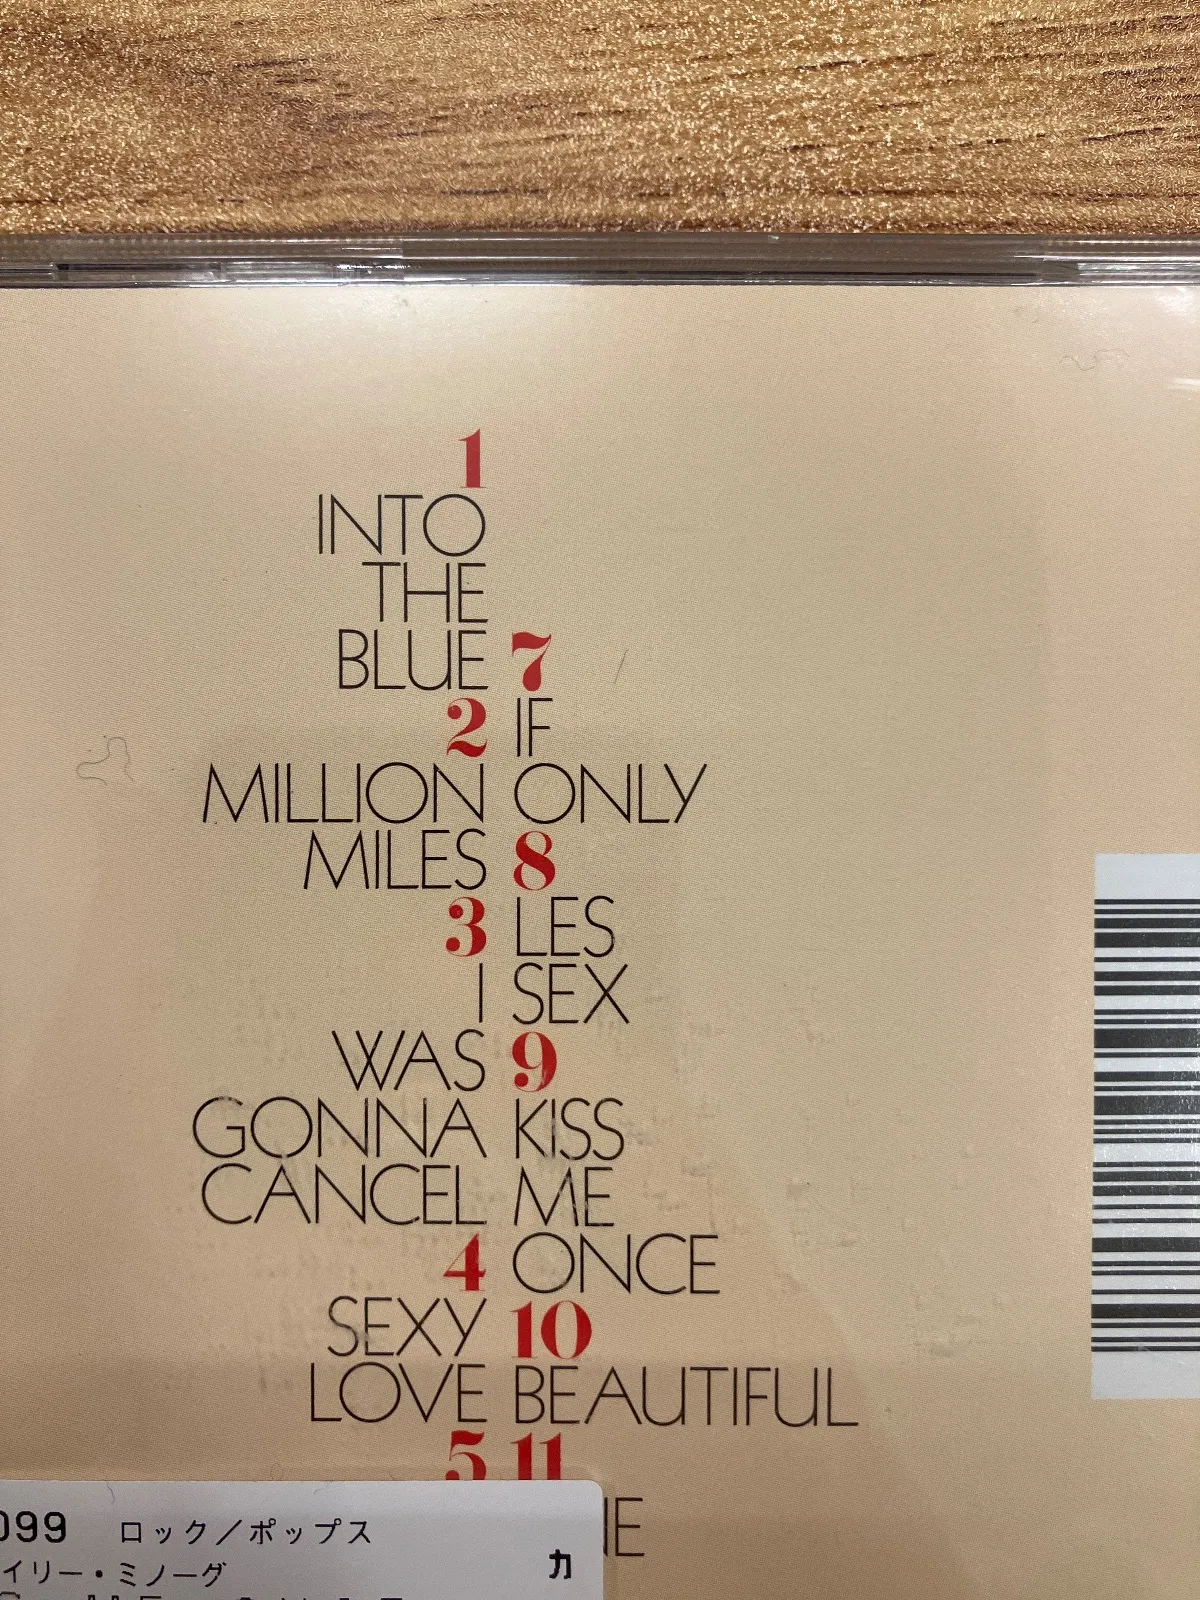 1
INTO
THE
BLUE
2
MILLION
MILES
3
I
WAS
GONNA
CANCEL
4
SEXY
LOVE
5
7
IF
ONLY
8
LES
SEX
9
KISS
ME
ONCE
10
BEAUTIFUL
11
NE
099 ロック／ポップス
イリー・ミノーグ
カ